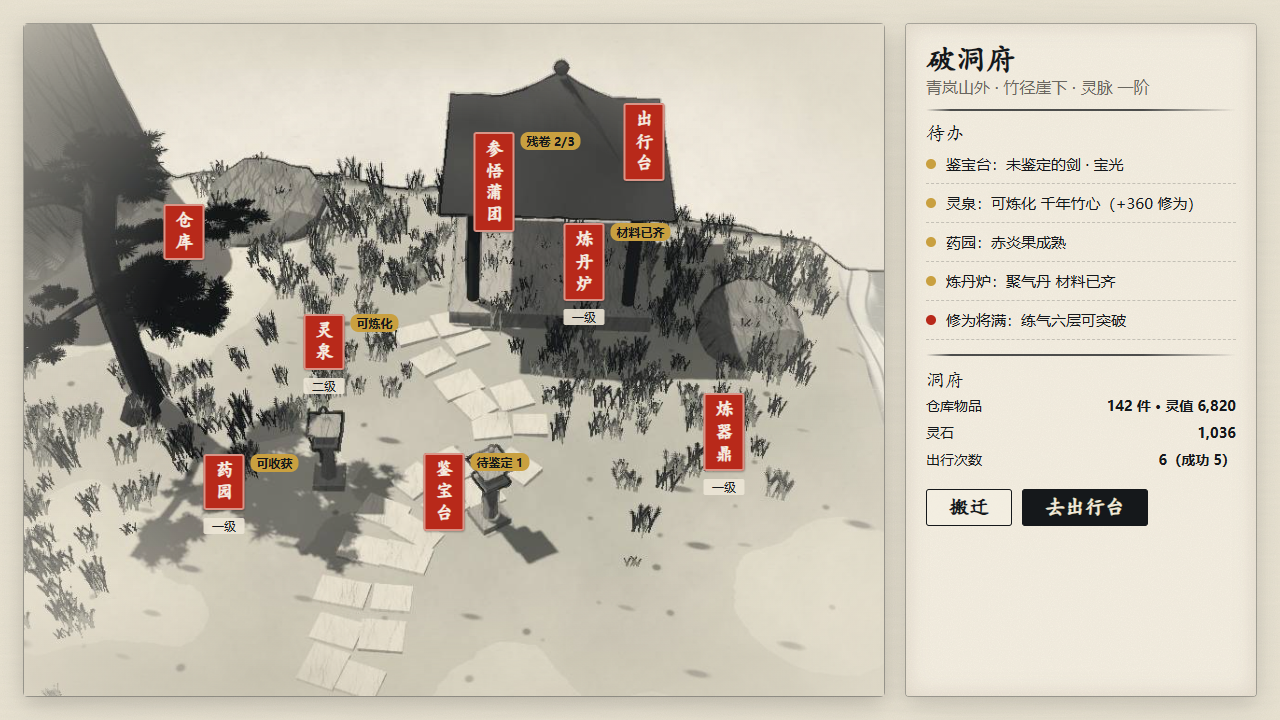 出行台
参悟蒲团
残卷 2/3
仓库
炼丹炉
材料已齐
一级
灵泉
可炼化
二级
炼器鼎
一级
药园
可收获
一级
鉴宝台
待鉴定 1
破洞府
青岚山外 · 竹径崖下 · 灵脉 一阶
待办
鉴宝台：未鉴定的剑 · 宝光
灵泉：可炼化 千年竹心（+360 修为）
药园：赤炎果成熟
炼丹炉：聚气丹 材料已齐
修为将满：练气六层可突破
洞府
仓库物品 142 件 • 灵值 6,820
灵石 1,036
出行次数 6（成功 5）
搬迁 去出行台